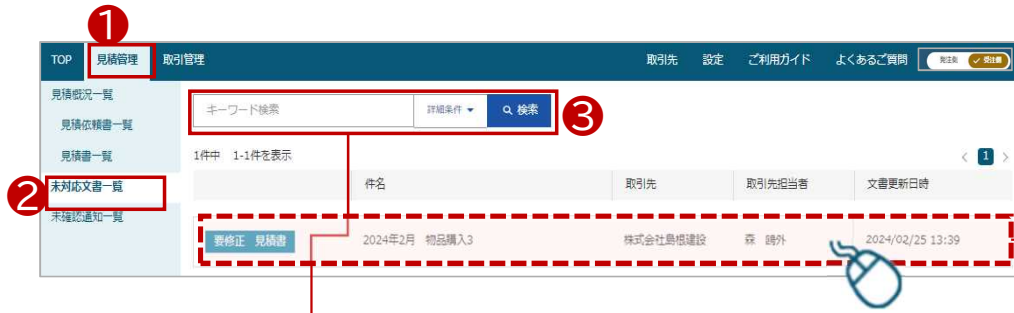 1
TOP 見積管理 取引管理 取引先 設定 ご利用ガイド よくあるご質問 発注側 受注側
見積概況一覧
キーワード検索 詳細条件 検索 3
見積依頼書一覧
見積書一覧 1件中 1-1件を表示 < 1 >
2 未対応文書一覧 件名 取引先 取引先担当者 文書更新日時
未確認通知一覧
要修正 見積書 2024年2月 物品購入3 株式会社島根建設 森 鴎外 2024/02/25 13:39